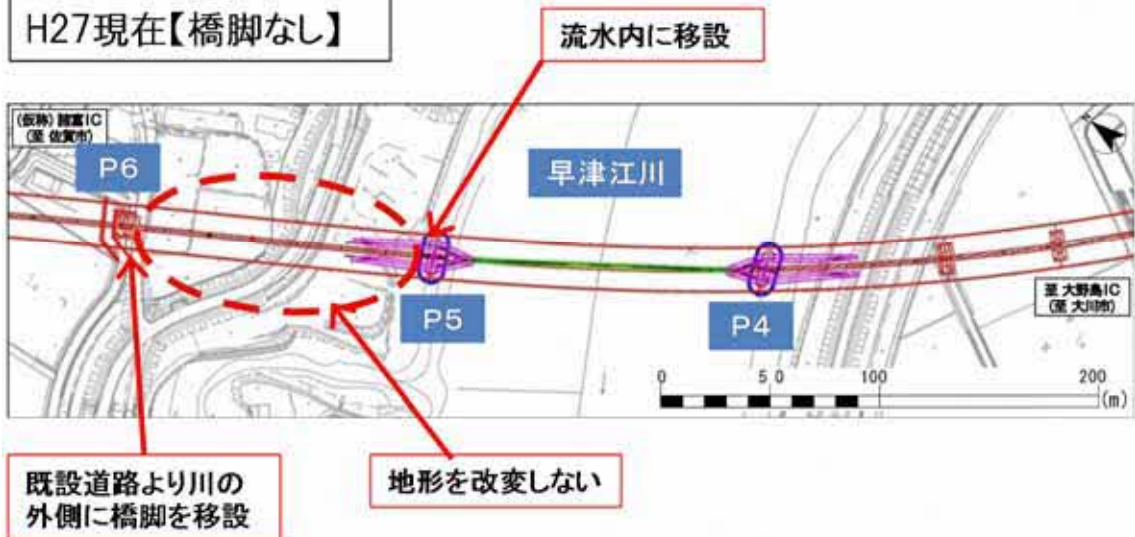 H27現在【橋脚なし】
流水内に移設
(仮称)諸富IC
(至 佐賀市)
P6
早津江川
P5
P4
至 大野島IC
(至 大川市)
0 50 100 200
(m)
既設道路より川の
外側に橋脚を移設
地形を改変しない